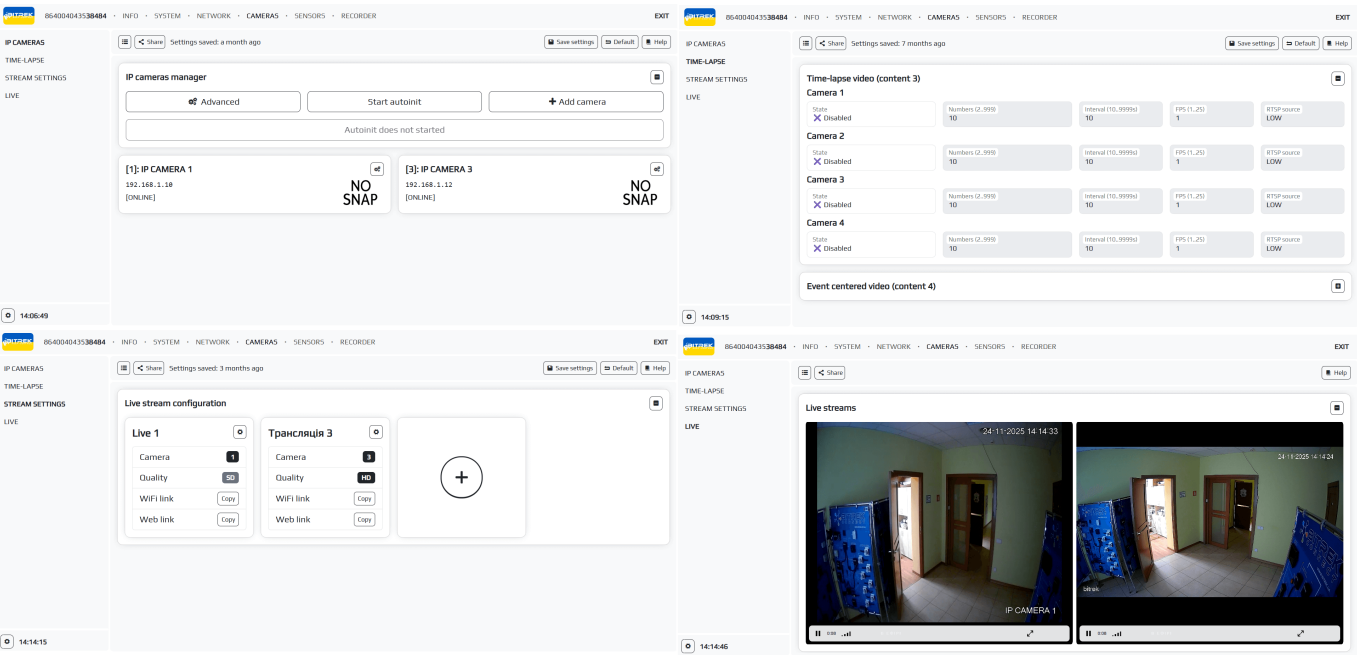 BITREK 864004043538484 · INFO · SYSTEM · NETWORK · CAMERAS · SENSORS · RECORDER EXIT
IP CAMERAS
TIME-LAPSE
STREAM SETTINGS
LIVE
Share Settings saved: a month ago Save settings Default Help
IP cameras manager
Advanced Start autoinit Add camera
Autoinit does not started
[1]: IP CAMERA 1
192.168.1.10
[ONLINE]
NO
SNAP
[3]: IP CAMERA 3
192.168.1.12
[ONLINE]
NO
SNAP
14:06:49
BITREK 864004043538484 · INFO · SYSTEM · NETWORK · CAMERAS · SENSORS · RECORDER EXIT
IP CAMERAS
TIME-LAPSE
STREAM SETTINGS
LIVE
Share Settings saved: 7 months ago Save settings Default Help
Time-lapse video (content 3)
Camera 1
State Numbers (2..999) Interval (10..9999s) FPS (1..25) RTSP source
Disabled 10 10 1 LOW
Camera 2
State Numbers (2..999) Interval (10..9999s) FPS (1..25) RTSP source
Disabled 10 10 1 LOW
Camera 3
State Numbers (2..999) Interval (10..9999s) FPS (1..25) RTSP source
Disabled 10 10 1 LOW
Camera 4
State Numbers (2..999) Interval (10..9999s) FPS (1..25) RTSP source
Disabled 10 10 1 LOW
Event centered video (content 4)
14:09:15
BITREK 864004043538484 · INFO · SYSTEM · NETWORK · CAMERAS · SENSORS · RECORDER EXIT
IP CAMERAS
TIME-LAPSE
STREAM SETTINGS
LIVE
Share Settings saved: 3 months ago Save settings Default Help
Live stream configuration
Live 1
Camera 1
Quality SD
WiFi link Copy
Web link Copy
Трансляція 3
Camera 3
Quality HD
WiFi link Copy
Web link Copy
14:14:15
BITREK 864004043538484 · INFO · SYSTEM · NETWORK · CAMERAS · SENSORS · RECORDER EXIT
IP CAMERAS
TIME-LAPSE
STREAM SETTINGS
LIVE
Share Help
Live streams
24-11-2025 14:14:33
IP CAMERA 1
0:08
24-11-2025 14:14:24
bitrek
0:08
14:14:46